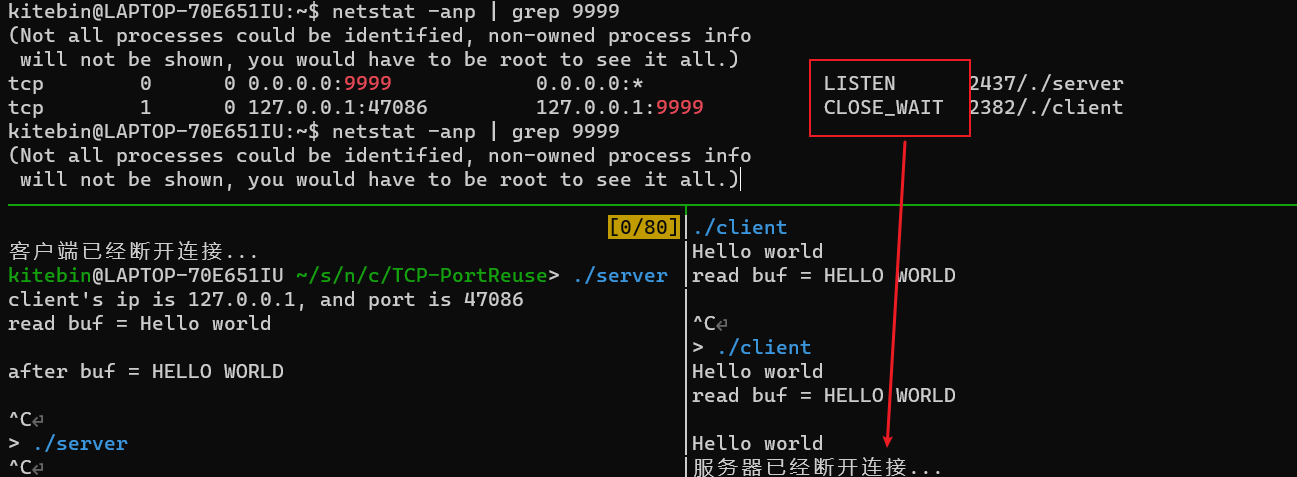 kitebin@LAPTOP-70E651IU:~$ netstat -anp | grep 9999
(Not all processes could be identified, non-owned process info
 will not be shown, you would have to be root to see it all.)
tcp        0      0 0.0.0.0:9999            0.0.0.0:*               LISTEN      2437/./server
tcp        1      0 127.0.0.1:47086         127.0.0.1:9999          CLOSE_WAIT  2382/./client
kitebin@LAPTOP-70E651IU:~$ netstat -anp | grep 9999
(Not all processes could be identified, non-owned process info
 will not be shown, you would have to be root to see it all.)
[0/80]
客户端已经断开连接...
kitebin@LAPTOP-70E651IU ~/s/n/c/TCP-PortReuse> ./server
client's ip is 127.0.0.1, and port is 47086
read buf = Hello world
after buf = HELLO WORLD
^C⏎
> ./server
^C⏎
./client
Hello world
read buf = HELLO WORLD
^C⏎
> ./client
Hello world
read buf = HELLO WORLD
Hello world
服务器已经断开连接...